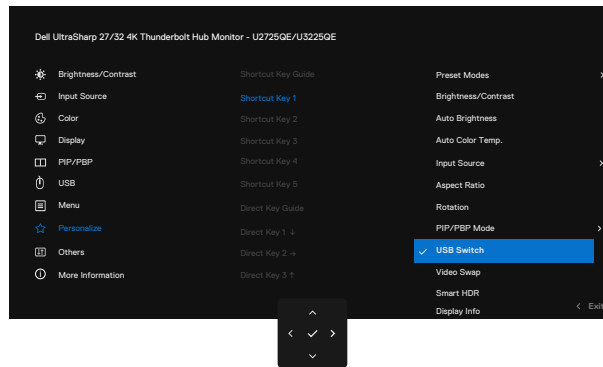 Dell UltraSharp 27/32 4K Thunderbolt Hub Monitor - U2725QE/U3225QE
Brightness/Contrast
Input Source
Color
Display
PIP/PBP
USB
Menu
Personalize
Others
More Information
Shortcut Key Guide
Shortcut Key 1
Shortcut Key 2
Shortcut Key 3
Shortcut Key 4
Shortcut Key 5
Direct Key Guide
Direct Key 1 ↓
Direct Key 2 →
Direct Key 3 ↑
Preset Modes
Brightness/Contrast
Auto Brightness
Auto Color Temp.
Input Source
Aspect Ratio
Rotation
PIP/PBP Mode
USB Switch
Video Swap
Smart HDR
Display Info
Exit